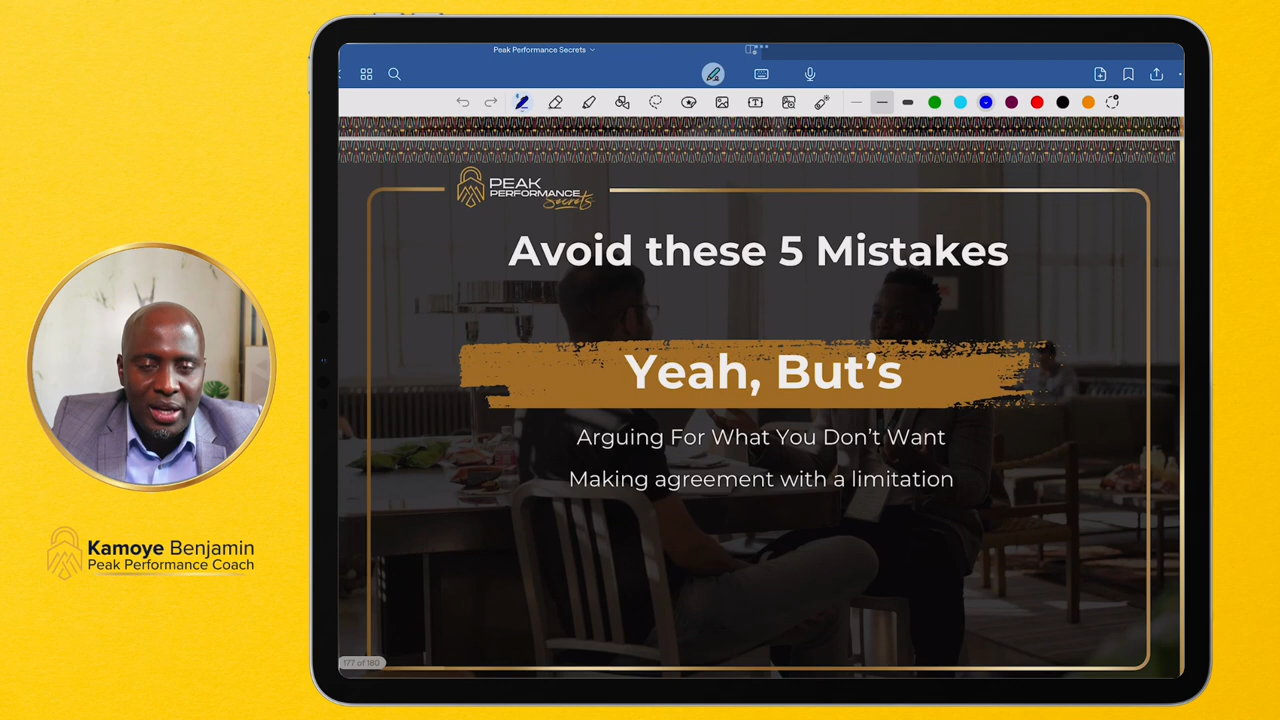 Peak Performance Secrets
PEAK
PERFORMANCE
Secrets
Avoid these 5 Mistakes
Yeah, But's
Arguing For What You Don't Want
Making agreement with a limitation
177 of 180
Kamoye Benjamin
Peak Performance Coach